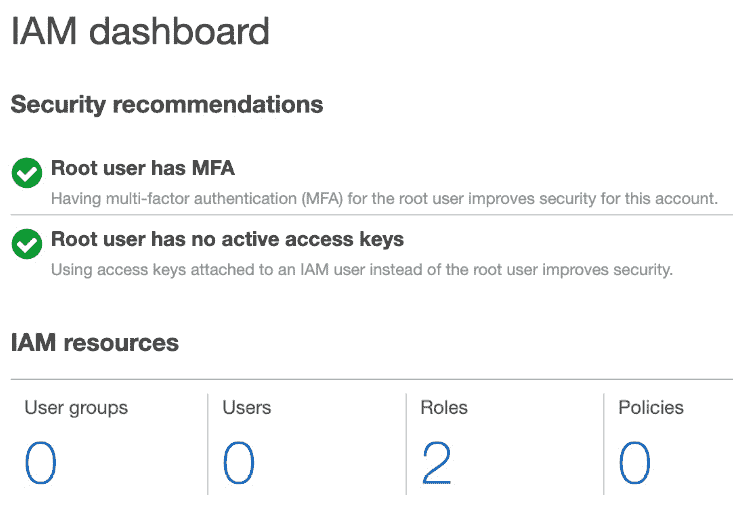 IAM dashboard
Security recommendations
Root user has MFA
Having multi-factor authentication (MFA) for the root user improves security for this account.
Root user has no active access keys
Using access keys attached to an IAM user instead of the root user improves security.
IAM resources
User groups Users Roles Policies
0 0 2 0